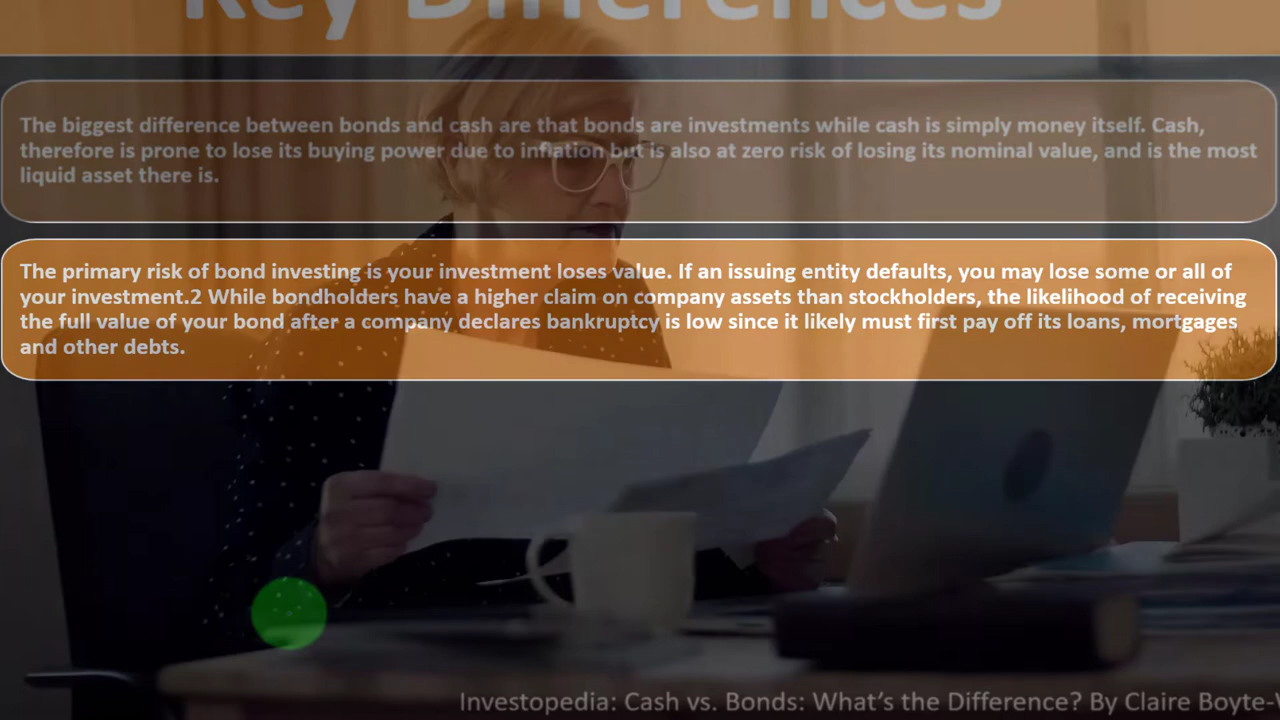 Key Differences
The biggest difference between bonds and cash are that bonds are investments while cash is simply money itself. Cash,
therefore is prone to lose its buying power due to inflation but is also at zero risk of losing its nominal value, and is the most
liquid asset there is.
The primary risk of bond investing is your investment loses value. If an issuing entity defaults, you may lose some or all of
your investment.2 While bondholders have a higher claim on company assets than stockholders, the likelihood of receiving
the full value of your bond after a company declares bankruptcy is low since it likely must first pay off its loans, mortgages
and other debts.
Investopedia: Cash vs. Bonds: What's the Difference? By Claire Boyte-